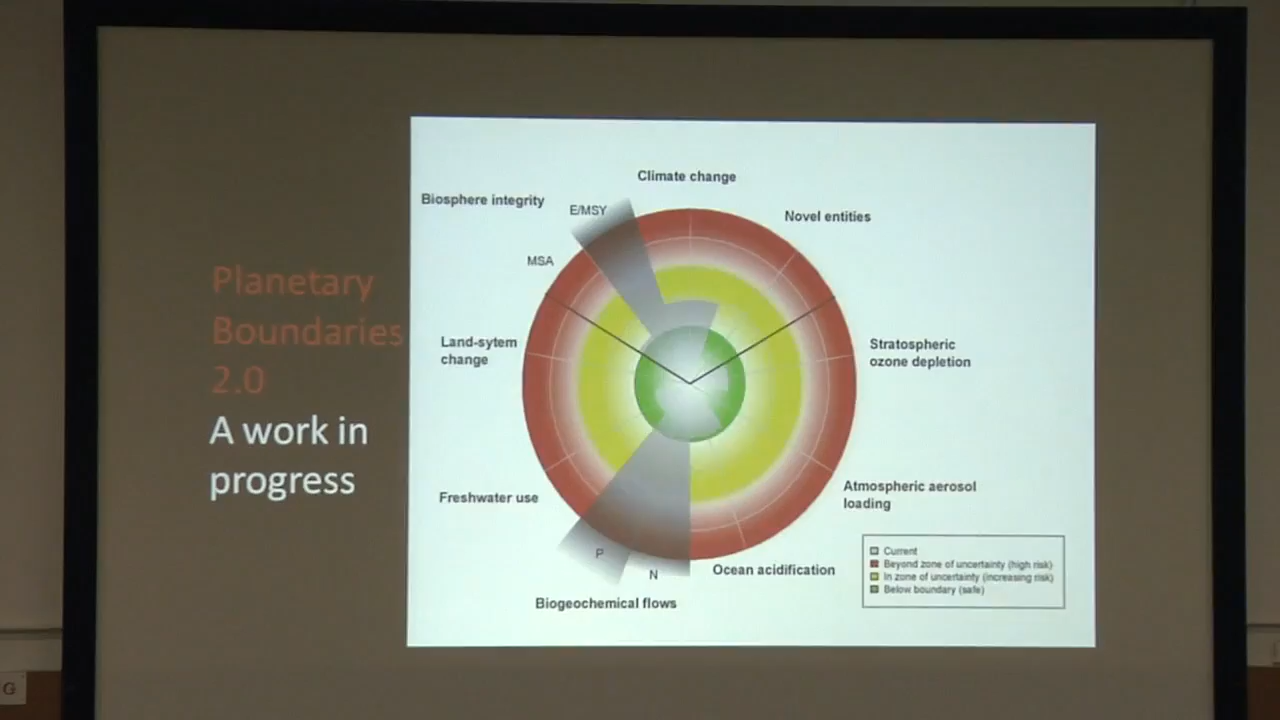 Planetary
Boundaries
2.0
A work in
progress
Climate change
Biosphere integrity
E/MSY
Novel entities
MSA
Land-sytem
change
Stratospheric
ozone depletion
Freshwater use
Atmospheric aerosol
loading
P
N
Ocean acidification
Biogeochemical flows
Current
Beyond zone of uncertainty (high risk)
In zone of uncertainty (increasing risk)
Below boundary (safe)
G